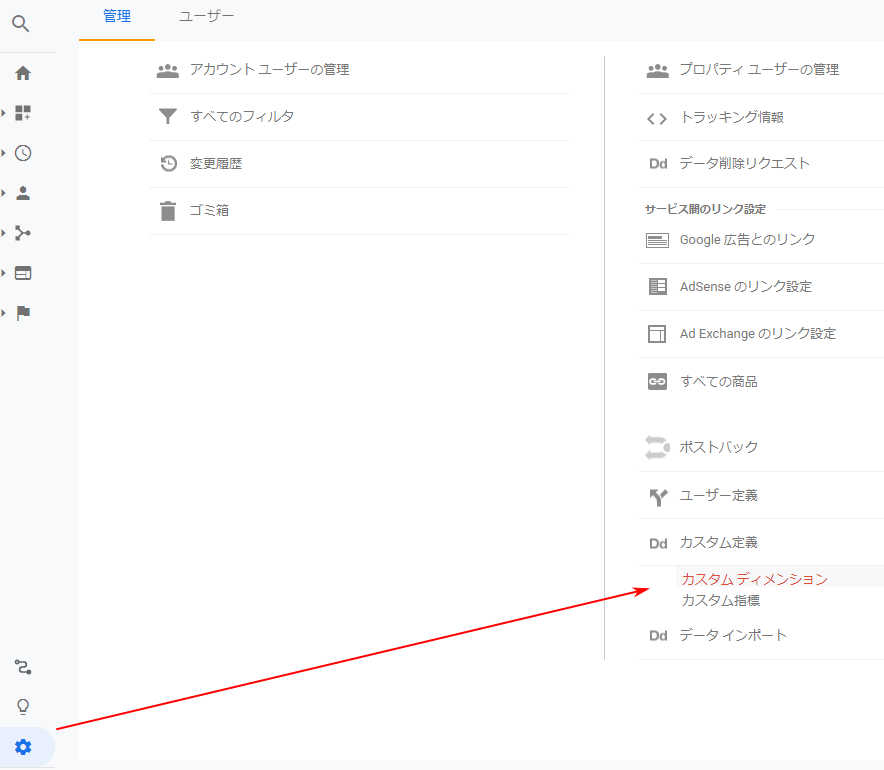 管理
ユーザー
アカウント ユーザーの管理
すべてのフィルタ
変更履歴
ゴミ箱
プロパティ ユーザーの管理
トラッキング情報
Dd データ削除リクエスト
サービス間のリンク設定
Google 広告とのリンク
AdSense のリンク設定
Ad Exchange のリンク設定
すべての商品
ポストバック
ユーザー定義
Dd カスタム定義
カスタム ディメンション
カスタム指標
Dd データ インポート